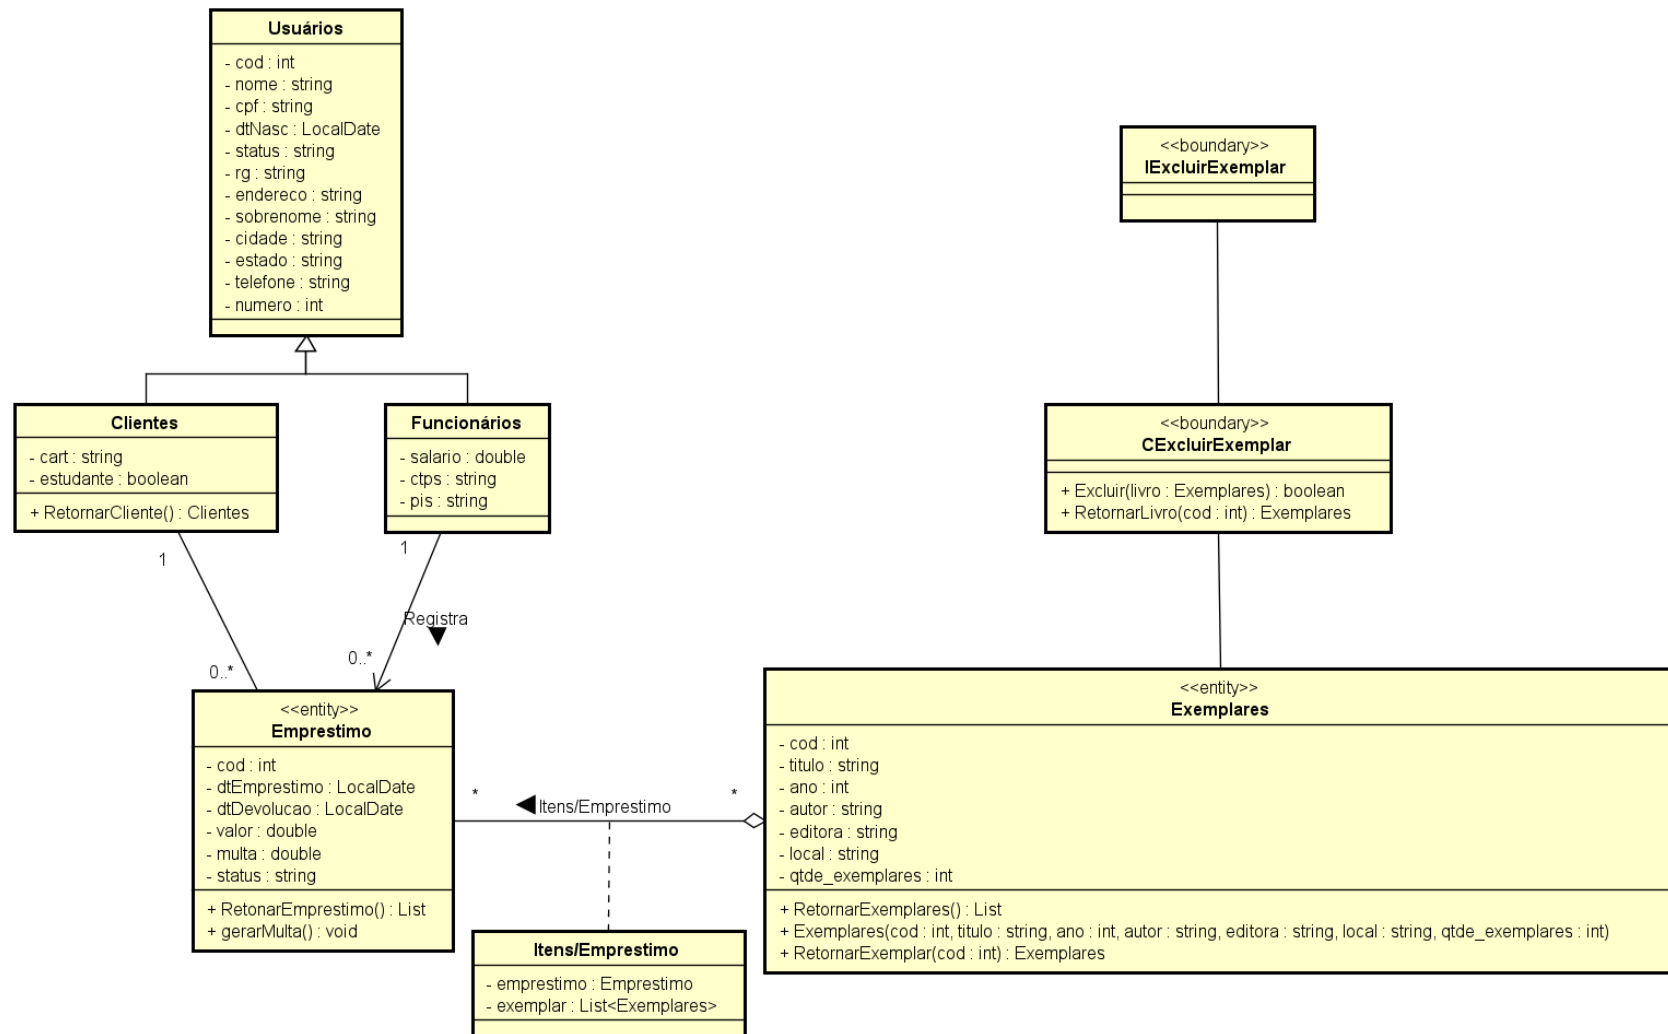 Usuários
- cod : int
- nome : string
- cpf : string
- dtNasc : LocalDate
- status : string
- rg : string
- endereco : string
- sobrenome : string
- cidade : string
- estado : string
- telefone : string
- numero : int
<<boundary>>
IExcluirExemplar
Clientes
- cart : string
- estudante : boolean
+ RetornarCliente() : Clientes
Funcionários
- salario : double
- ctps : string
- pis : string
<<boundary>>
CExcluirExemplar
+ Excluir(livro : Exemplares) : boolean
+ RetornarLivro(cod : int) : Exemplares
1
1
Registra
0..*
0..*
<<entity>>
Emprestimo
- cod : int
- dtEmprestimo : LocalDate
- dtDevolucao : LocalDate
- valor : double
- multa : double
- status : string
+ RetonarEmprestimo() : List
+ gerarMulta() : void
*
Itens/Emprestimo
*
<<entity>>
Exemplares
- cod : int
- titulo : string
- ano : int
- autor : string
- editora : string
- local : string
- qtde_exemplares : int
+ RetornarExemplares() : List
+ Exemplares(cod : int, titulo : string, ano : int, autor : string, editora : string, local : string, qtde_exemplares : int)
+ RetornarExemplar(cod : int) : Exemplares
Itens/Emprestimo
- emprestimo : Emprestimo
- exemplar : List<Exemplares>